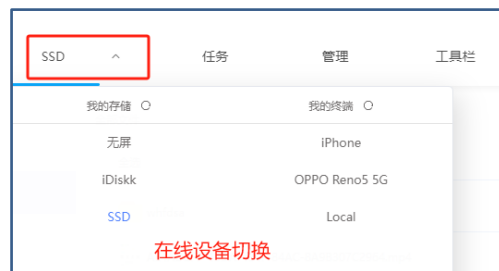 SSD 任务 管理 工具栏
我的存储 我的终端
无屏 iPhone
iDiskk OPPO Reno5 5G
SSD Local
在线设备切换